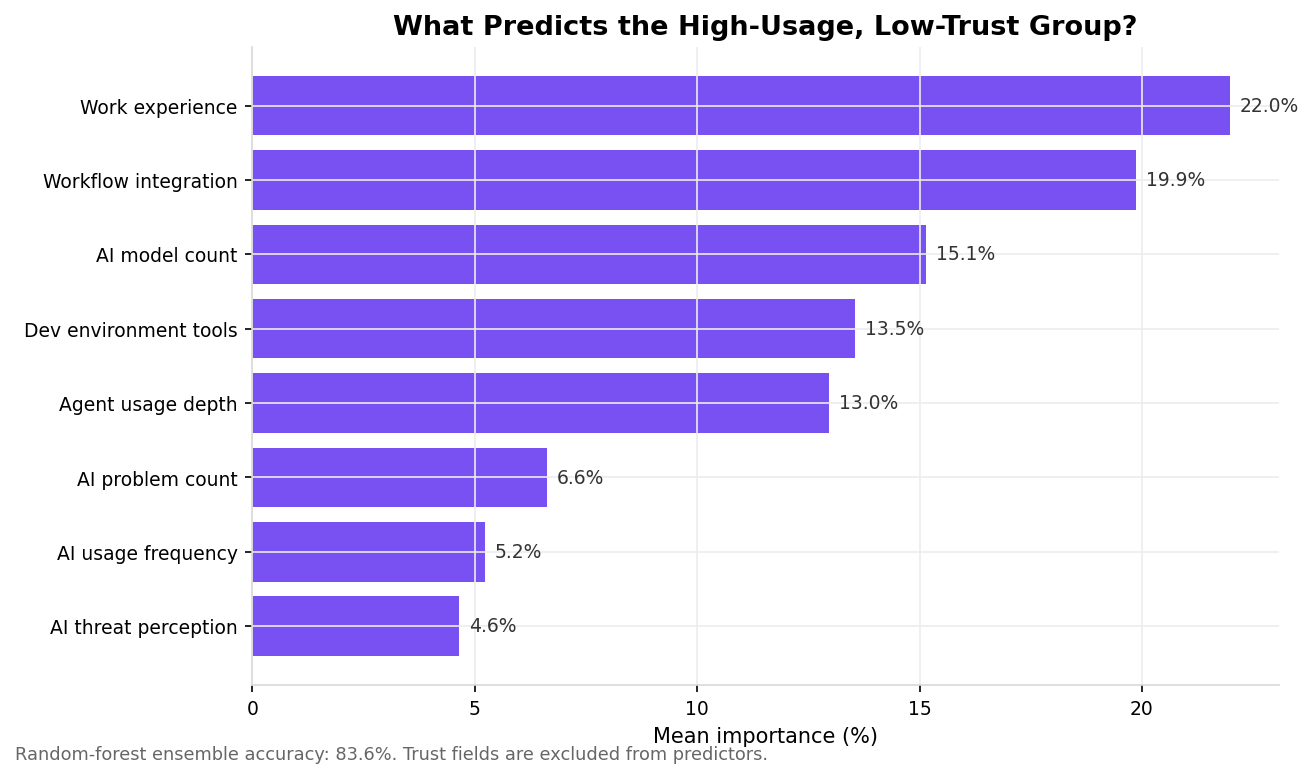 What Predicts the High-Usage, Low-Trust Group?
Work experience
22.0%
Workflow integration
19.9%
AI model count
15.1%
Dev environment tools
13.5%
Agent usage depth
13.0%
AI problem count
6.6%
AI usage frequency
5.2%
AI threat perception
4.6%
0 5 10 15 20
Mean importance (%)
Random-forest ensemble accuracy: 83.6%. Trust fields are excluded from predictors.